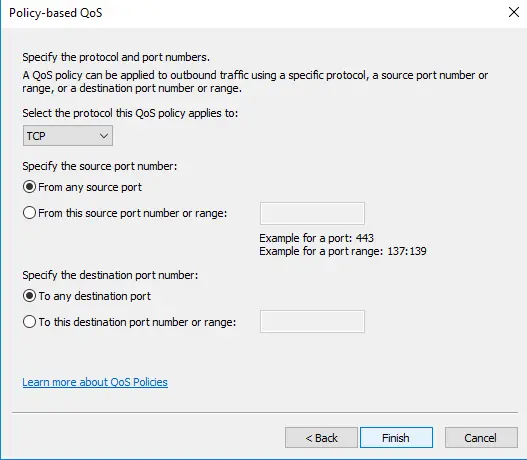 Policy-based QoS
Specify the protocol and port numbers.
A QoS policy can be applied to outbound traffic using a specific protocol, a source port number or
range, or a destination port number or range.
Select the protocol this QoS policy applies to:
TCP
Specify the source port number:
From any source port
From this source port number or range:
Example for a port: 443
Example for a port range: 137:139
Specify the destination port number:
To any destination port
To this destination port number or range:
Learn more about QoS Policies
< Back
Finish
Cancel